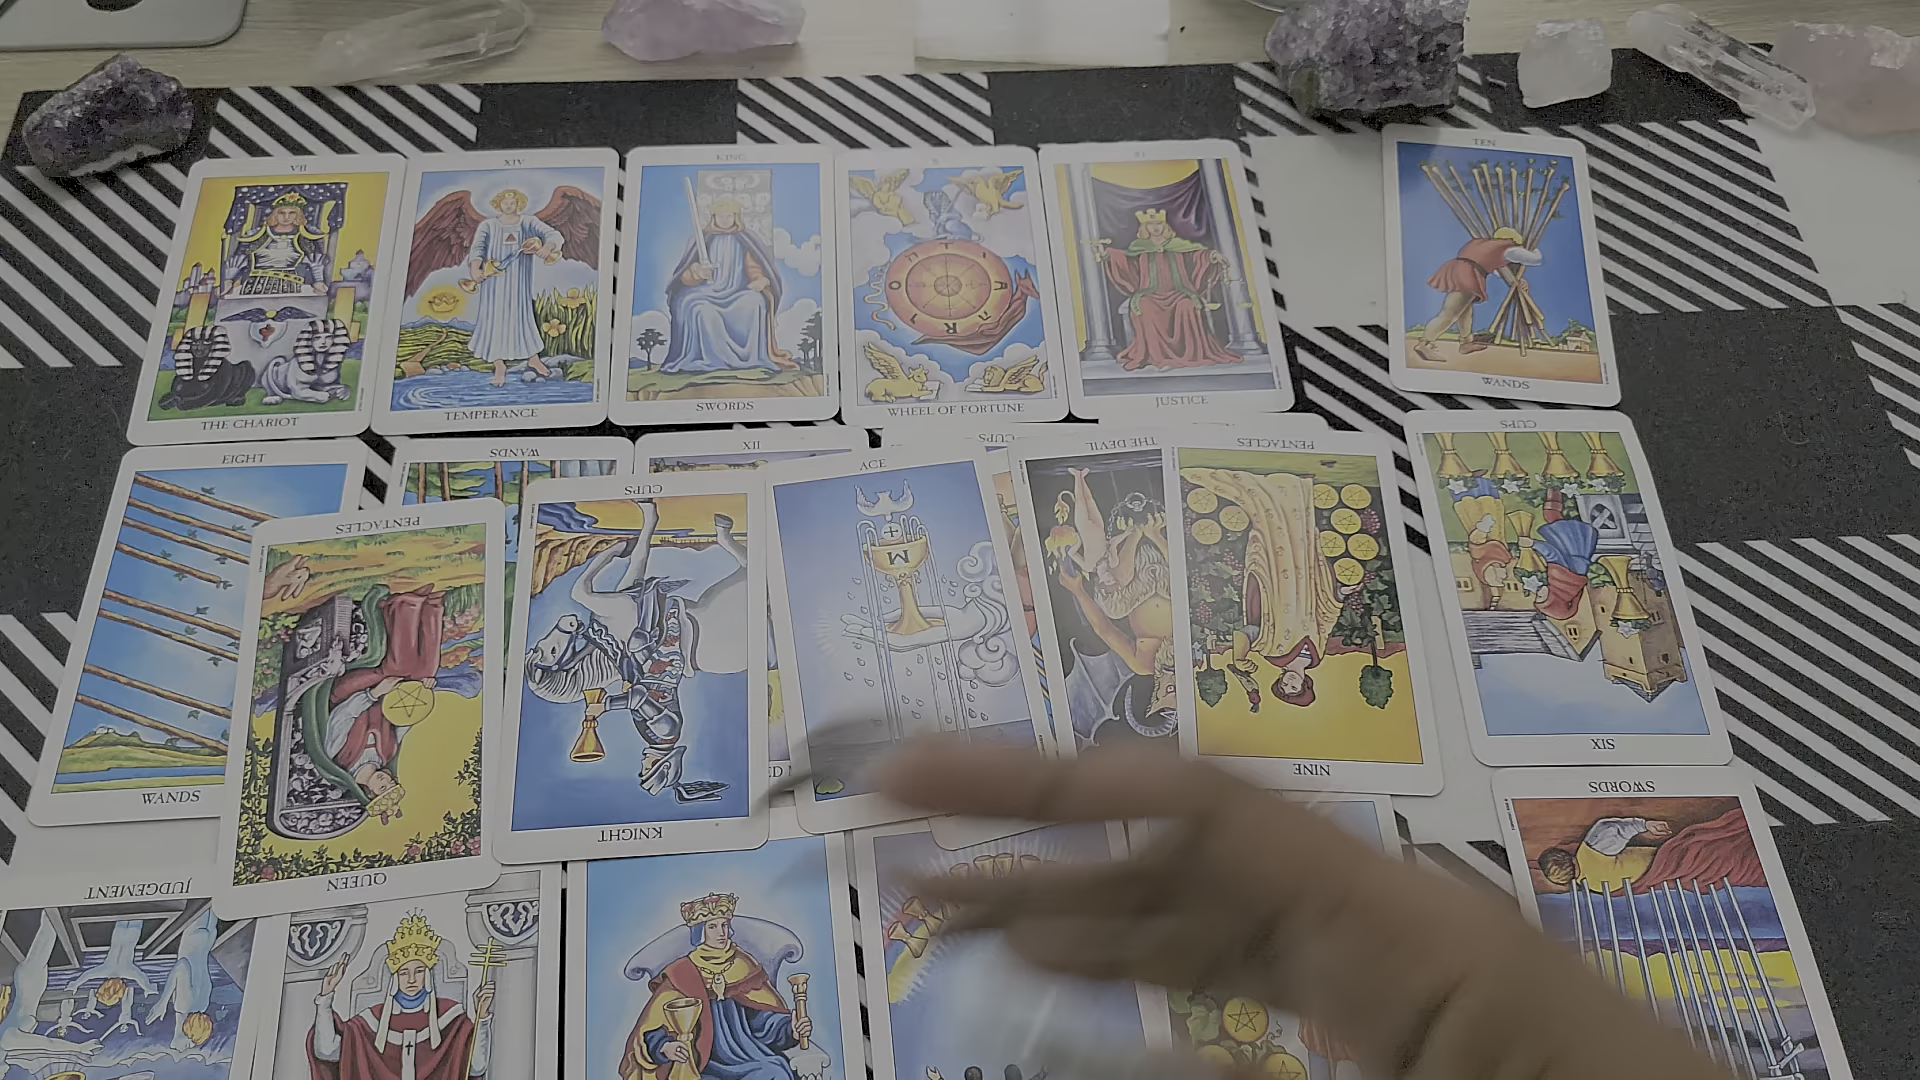 VII
XIV
KING
X
TEN
THE CHARIOT
TEMPERANCE
SWORDS
WHEEL OF FORTUNE
JUSTICE
WANDS
EIGHT
WANDS
XII
CUPS
ACE
THE DEVIL
PENTACLES
CUPS
PENTACLES
CUPS
M
WANDS
QUEEN
KNIGHT
NINE
SIX
JUDGEMENT
SWORDS